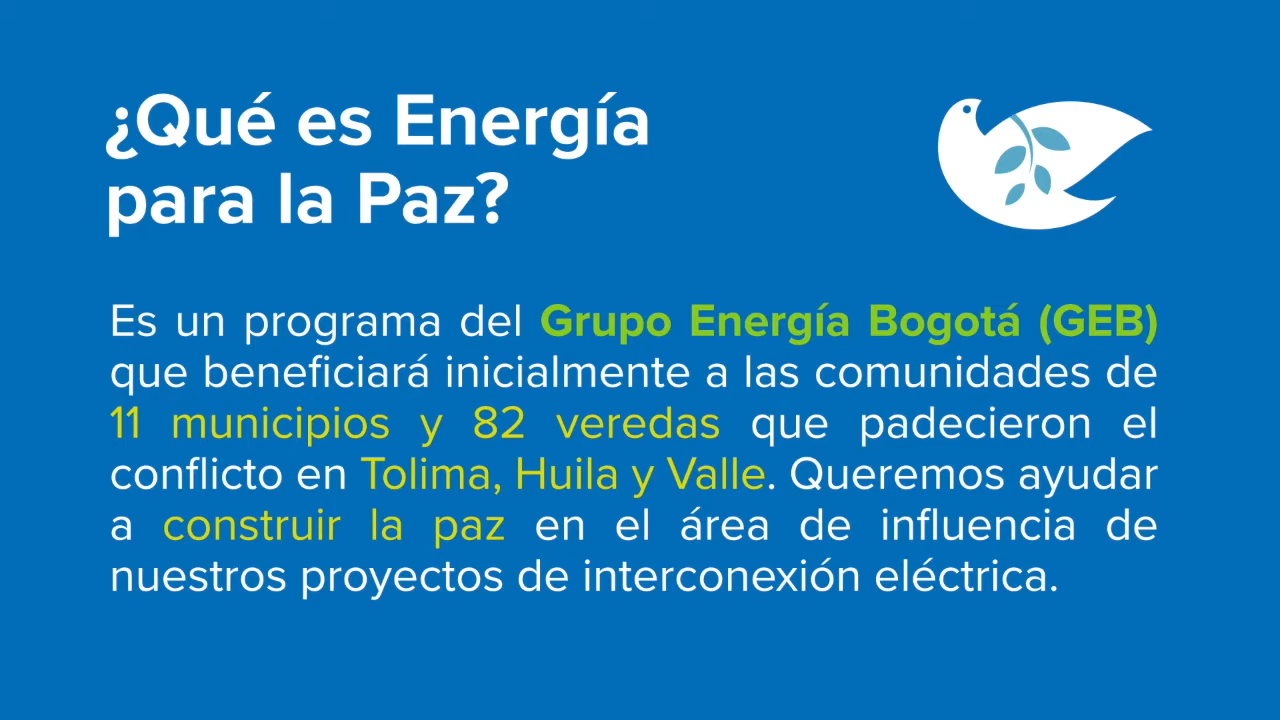 ¿Qué es Energía
para la Paz?
Es un programa del Grupo Energía Bogotá (GEB)
que beneficiará inicialmente a las comunidades de
11 municipios y 82 veredas que padecieron el
conflicto en Tolima, Huila y Valle. Queremos ayudar
a construir la paz en el área de influencia de
nuestros proyectos de interconexión eléctrica.